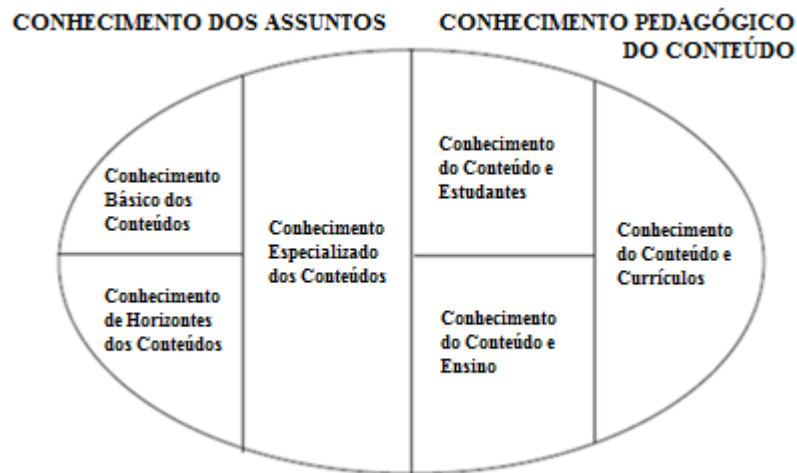 CONHECIMENTO DOS ASSUNTOS
CONHECIMENTO PEDAGÓGICO
DO CONTEÚDO
Conhecimento
Básico dos
Conteúdos
Conhecimento
de Horizontes
dos Conteúdos
Conhecimento
Especializado
dos Conteúdos
Conhecimento
do Conteúdo e
Estudantes
Conhecimento
do Conteúdo e
Ensino
Conhecimento
do Conteúdo e
Currículos